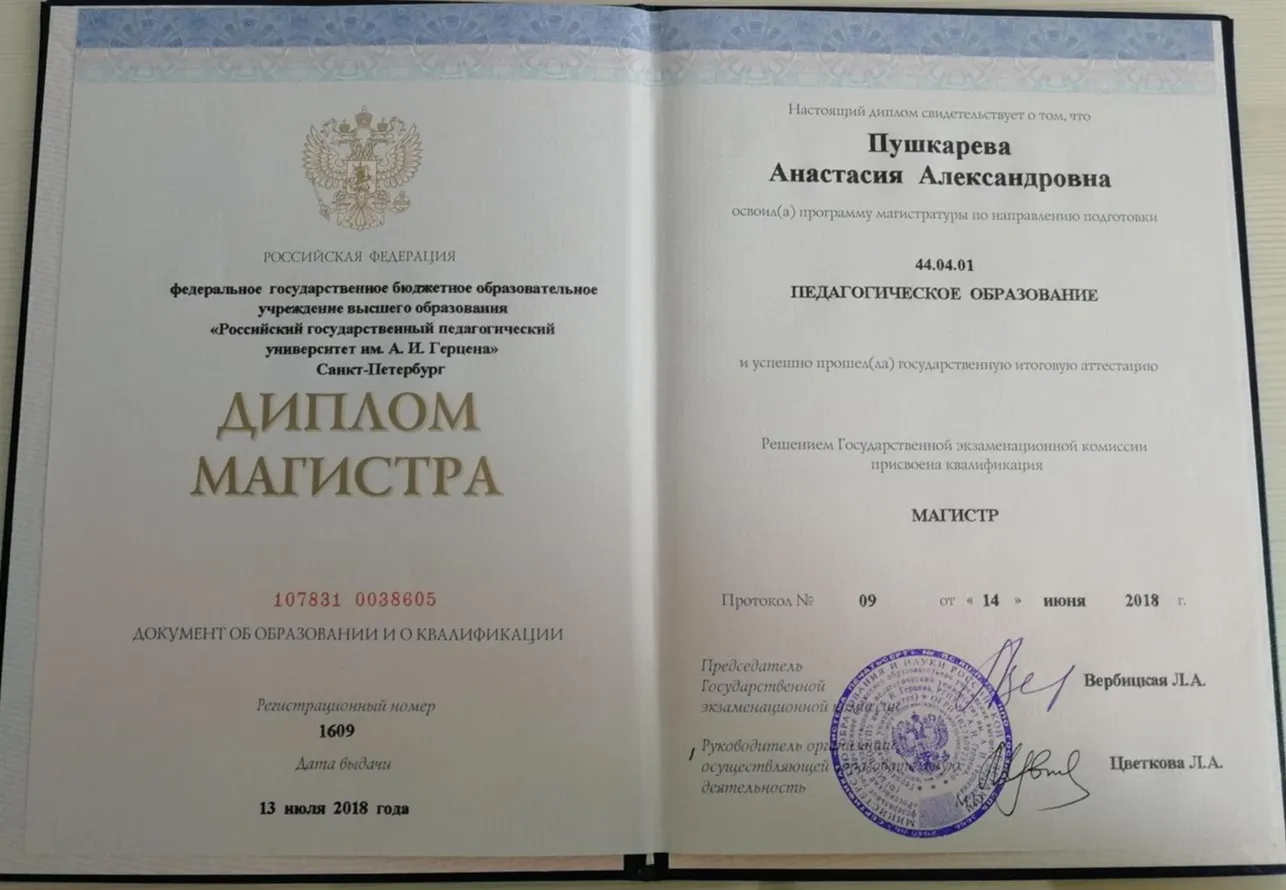 РОССИЙСКАЯ ФЕДЕРАЦИЯ
федеральное государственное бюджетное образовательное
учреждение высшего образования
«Российский государственный педагогический
университет им. А. И. Герцена»
Санкт-Петербург
ДИПЛОМ
МАГИСТРА
107831 0038605
ДОКУМЕНТ ОБ ОБРАЗОВАНИИ И О КВАЛИФИКАЦИИ
Регистрационный номер
1609
Дата выдачи
13 июля 2018 года
Настоящий диплом свидетельствует о том, что
Пушкарева
Анастасия Александровна
освоил(а) программу магистратуры по направлению подготовки
44.04.01
ПЕДАГОГИЧЕСКОЕ ОБРАЗОВАНИЕ
и успешно прошел(ла) государственную итоговую аттестацию
Решением Государственной экзаменационной комиссии
присвоена квалификация
МАГИСТР
Протокол № 09 от « 14 » июня 2018 г.
Председатель
Государственной
экзаменационной
Вербицкая Л.А.
Руководитель
осуществляющей
деятельность
Цветкова Л.А.